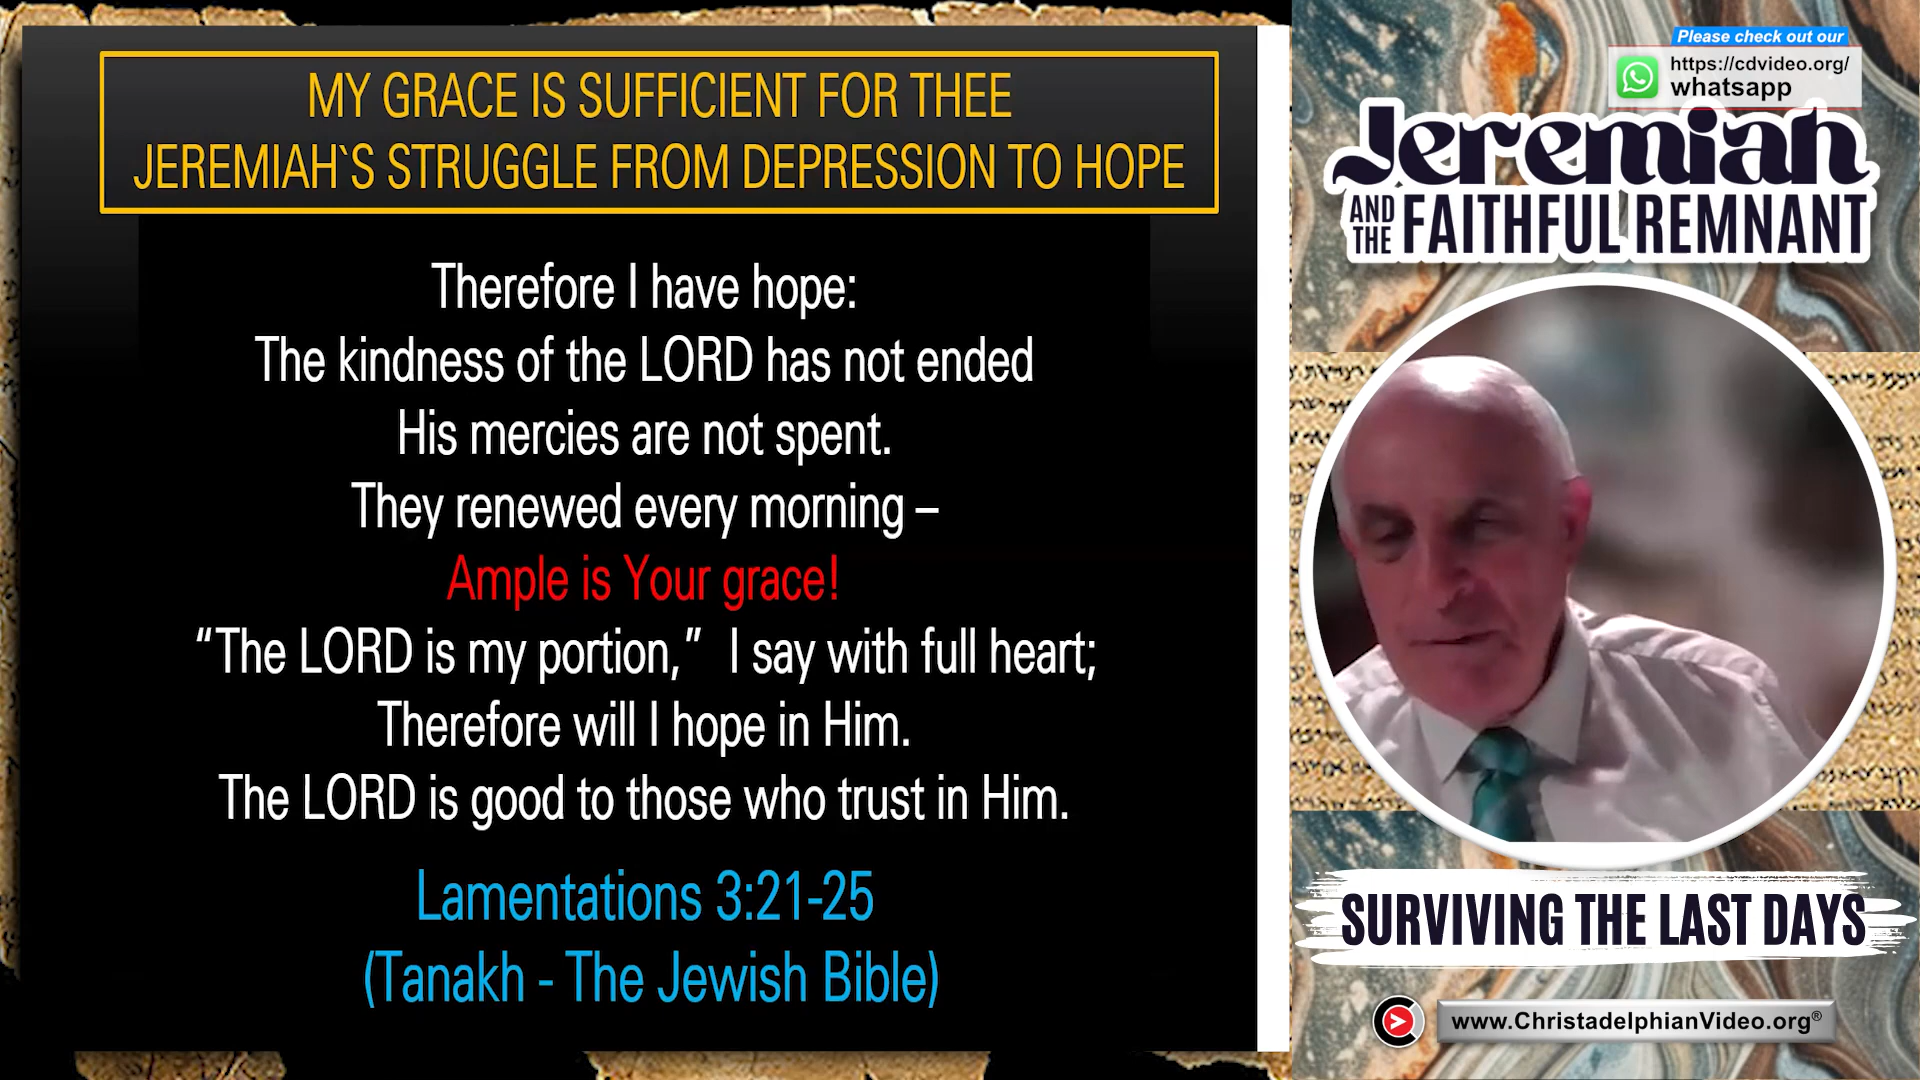 MY GRACE IS SUFFICIENT FOR THEE
JEREMIAH`S STRUGGLE FROM DEPRESSION TO HOPE
Therefore I have hope:
The kindness of the LORD has not ended
His mercies are not spent.
They renewed every morning –
Ample is Your grace!
“The LORD is my portion,” I say with full heart;
Therefore will I hope in Him.
The LORD is good to those who trust in Him.
Lamentations 3:21-25
(Tanakh - The Jewish Bible)
Please check out our
https://cdvideo.org/
whatsapp
Jeremiah
AND THE FAITHFUL REMNANT
SURVIVING THE LAST DAYS
www.ChristadelphianVideo.org®